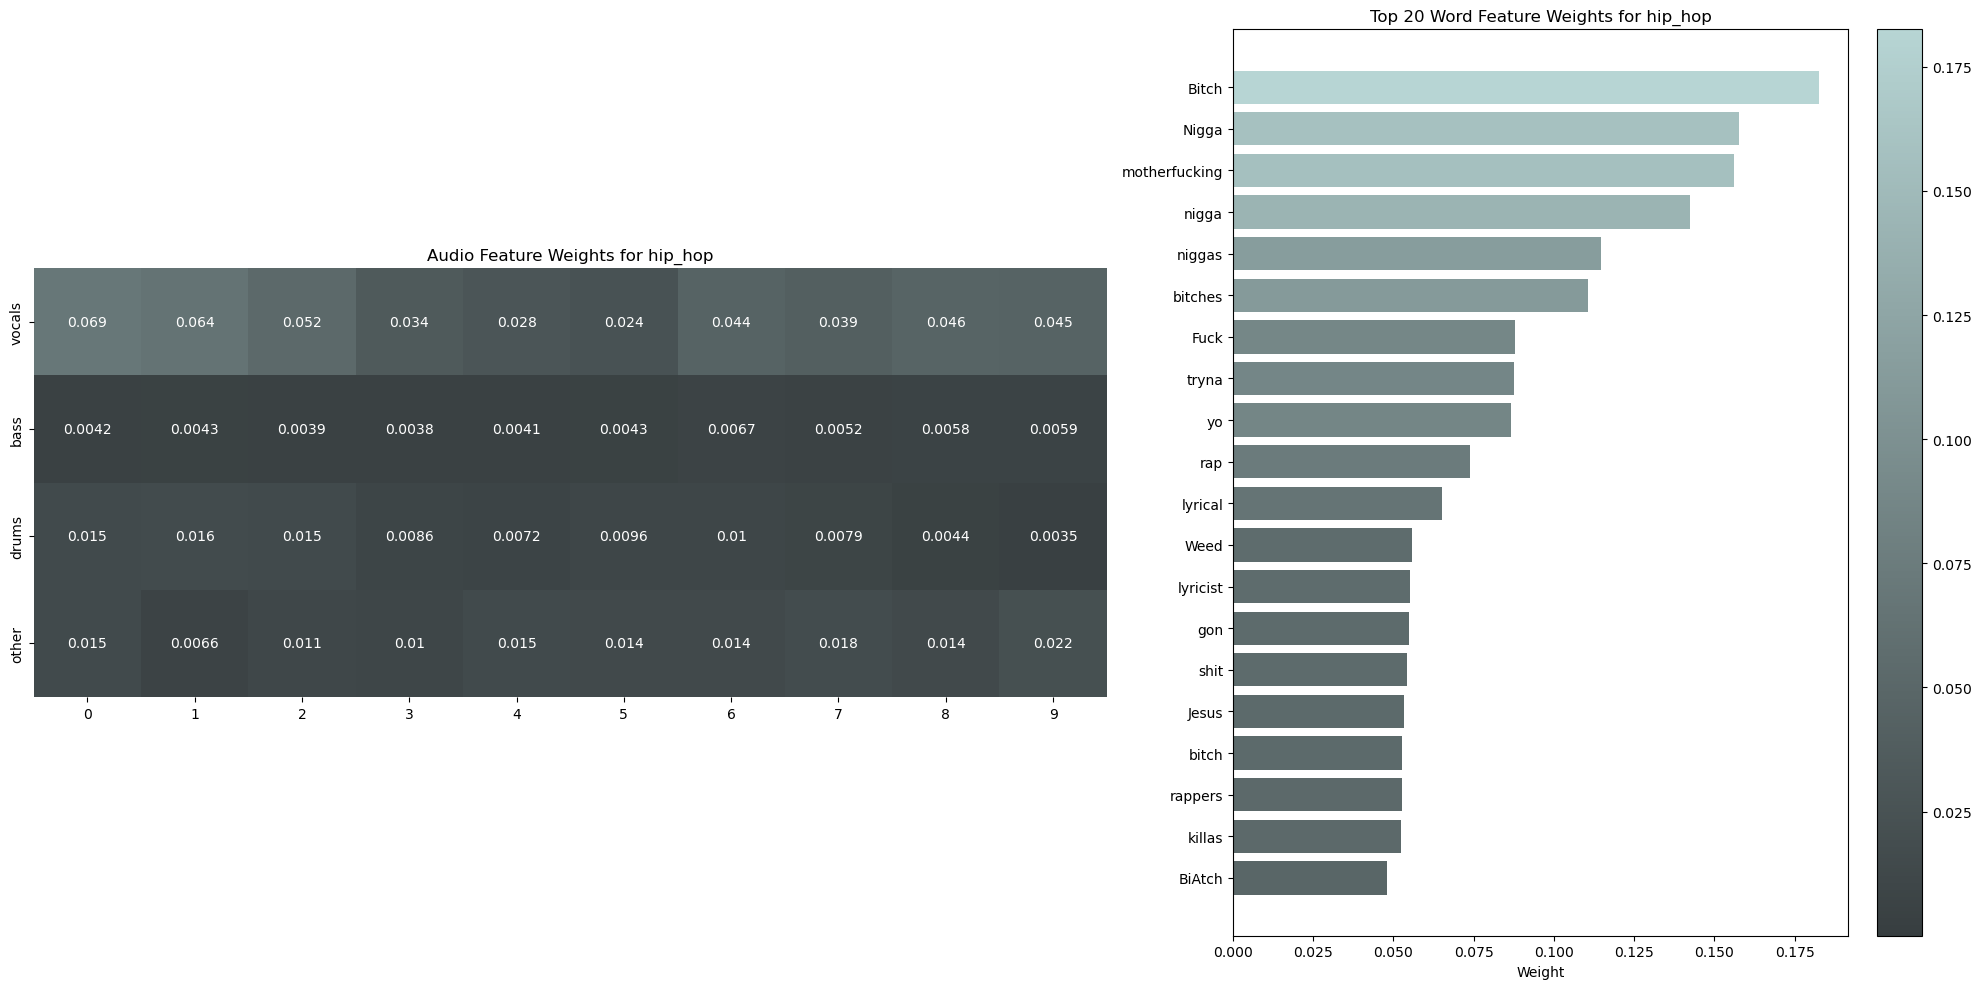 Audio Feature Weights for hip_hop
vocals 0.069 0.064 0.052 0.034 0.028 0.024 0.044 0.039 0.046 0.045
bass 0.0042 0.0043 0.0039 0.0038 0.0041 0.0043 0.0067 0.0052 0.0058 0.0059
drums 0.015 0.016 0.015 0.0086 0.0072 0.0096 0.01 0.0079 0.0044 0.0035
other 0.015 0.0066 0.011 0.01 0.015 0.014 0.014 0.018 0.014 0.022
0 1 2 3 4 5 6 7 8 9
Top 20 Word Feature Weights for hip_hop
Bitch
Nigga
motherfucking
nigga
niggas
bitches
Fuck
tryna
yo
rap
lyrical
Weed
lyricist
gon
shit
Jesus
bitch
rappers
killas
BiAtch
0.000 0.025 0.050 0.075 0.100 0.125 0.150 0.175
Weight
0.175
0.150
0.125
0.100
0.075
0.050
0.025